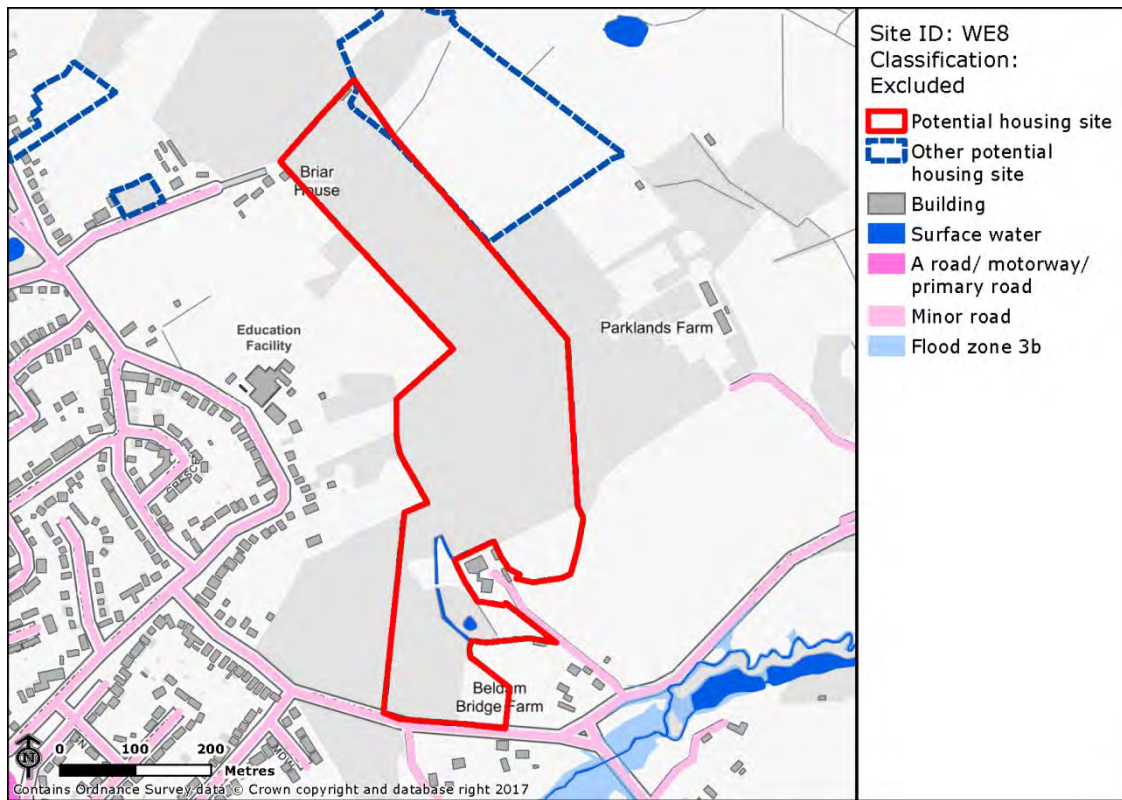 Briar
House
Education
Facility
Parklands Farm
CRESCE
Beldam
Bridge Farm
N
0 100 200
Metres
Contains Ordnance Survey data © Crown copyright and database right 2017
Site ID: WE8
Classification:
Excluded
Potential housing site
Other potential
housing site
Building
Surface water
A road/ motorway/
primary road
Minor road
Flood zone 3b